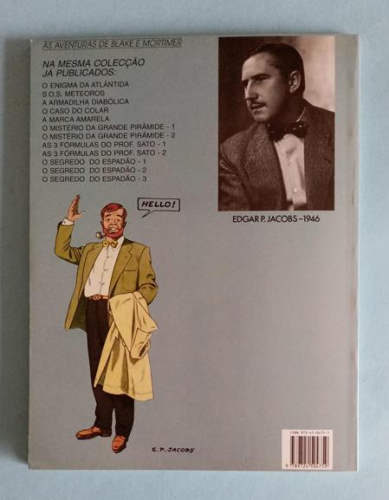 AS AVENTURAS DE BLAKE E MORTIMER
NA MESMA COLECÇÃO
JÁ PUBLICADOS:
O ENIGMA DA ATLÂNTIDA
S.O.S. METEOROS
A ARMADILHA DIABÓLICA
O CASO DO COLAR
A MARCA AMARELA
O MISTÉRIO DA GRANDE PIRÂMIDE - 1
O MISTÉRIO DA GRANDE PIRÂMIDE - 2
AS 3 FÓRMULAS DO PROF. SATO - 1
AS 3 FÓRMULAS DO PROF. SATO - 2
O SEGREDO DO ESPADÃO - 1
O SEGREDO DO ESPADÃO - 2
O SEGREDO DO ESPADÃO - 3
EDGAR P. JACOBS -1946
HELLO!
E. P. JACOBS